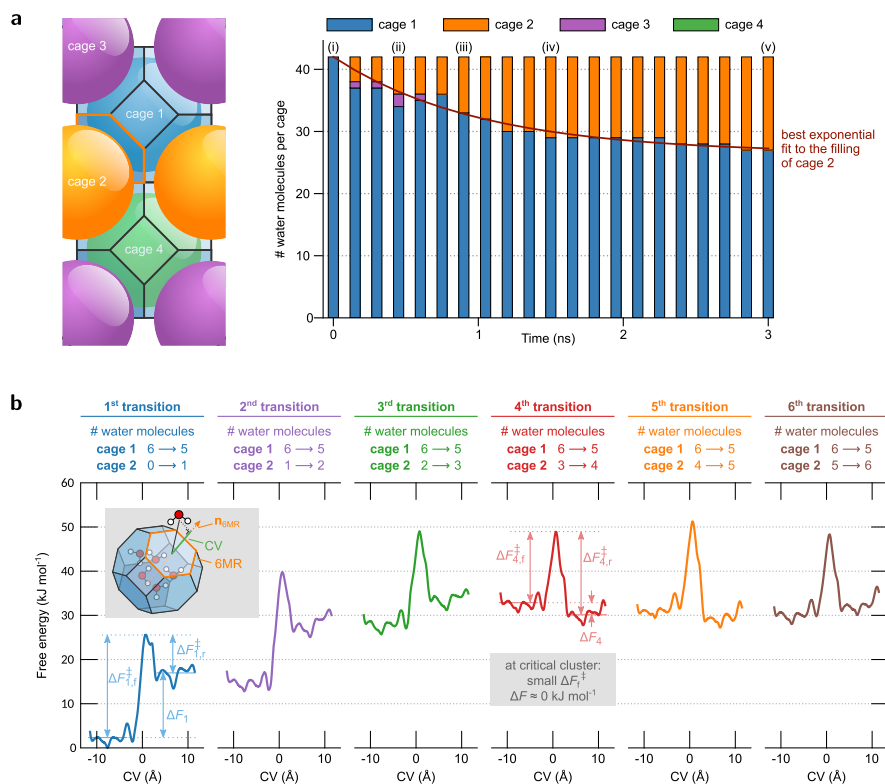 a
cage 3
cage 1
cage 2
cage 4
cage 1 cage 2 cage 3 cage 4
(i) (ii) (iii) (iv) (v)
# water molecules per cage
40
30
20
10
0
0 1 2 3
Time (ns)
best exponential
fit to the filling
of cage 2
b
1st transition 2nd transition 3rd transition 4th transition 5th transition 6th transition
# water molecules # water molecules # water molecules # water molecules # water molecules # water molecules
cage 1 6 → 5 cage 1 6 → 5 cage 1 6 → 5 cage 1 6 → 5 cage 1 6 → 5 cage 1 6 → 5
cage 2 0 → 1 cage 2 1 → 2 cage 2 2 → 3 cage 2 3 → 4 cage 2 4 → 5 cage 2 5 → 6
Free energy (kJ mol⁻¹)
60
50
40
30
20
10
0
n6MR
CV
6MR
ΔF‡1,f
ΔF‡1,r
ΔF1
ΔF‡4,f
ΔF‡4,r
ΔF4
at critical cluster:
small ΔFf‡
ΔF ≈ 0 kJ mol⁻¹
-10 0 10 -10 0 10 -10 0 10 -10 0 10 -10 0 10 -10 0 10
CV (Å) CV (Å) CV (Å) CV (Å) CV (Å) CV (Å)